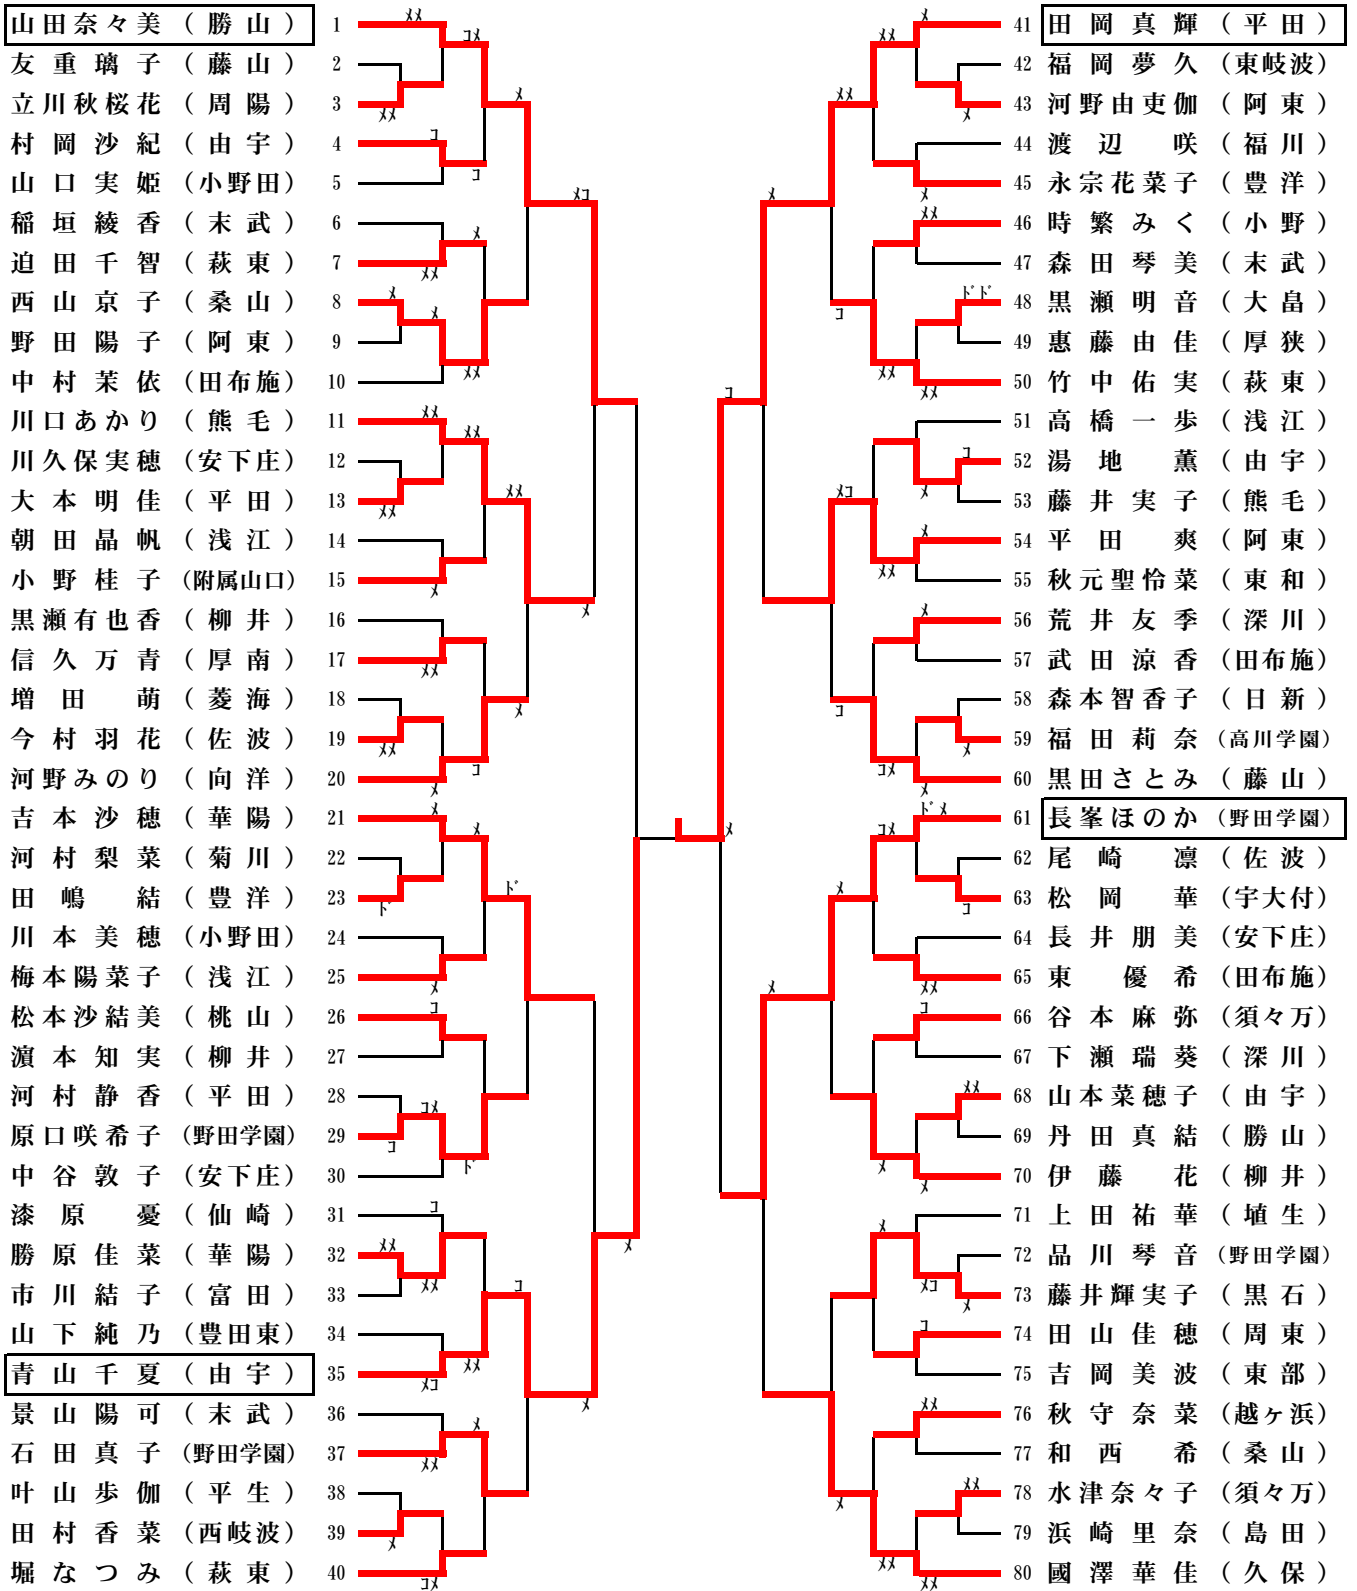 山田奈々美 （ 勝 山 ） 1
友重璃子 （ 藤 山 ） 2
立川秋桜花 （ 周 陽 ） 3
村岡沙紀 （ 由 宇 ） 4
山口実姫 （小野田） 5
稲垣綾香 （ 末 武 ） 6
迫田千智 （ 萩 東 ） 7
西山京子 （ 桑 山 ） 8
野田陽子 （ 阿 東 ） 9
中村茉依 （田布施） 10
川口あかり （ 熊 毛 ） 11
川久保実穂 （安下庄） 12
大本明佳 （ 平 田 ） 13
朝田晶帆 （ 浅 江 ） 14
小野桂子 （附属山口） 15
黒瀬有也香 （ 柳 井 ） 16
信久万青 （ 厚 南 ） 17
増田 萌 （ 菱 海 ） 18
今村羽花 （ 佐 波 ） 19
河野みのり （ 向 洋 ） 20
吉本沙穂 （ 華 陽 ） 21
河村梨菜 （ 菊 川 ） 22
田嶋 結 （ 豊 洋 ） 23
川本美穂 （小野田） 24
梅本陽菜子 （ 浅 江 ） 25
松本沙結美 （ 桃 山 ） 26
濵本知実 （ 柳 井 ） 27
河村静香 （ 平 田 ） 28
原口咲希子 （野田学園） 29
中谷敦子 （安下庄） 30
漆原 憂 （ 仙 崎 ） 31
勝原佳菜 （ 華 陽 ） 32
市川結子 （ 富 田 ） 33
山下純乃 （豊田東） 34
青山千夏 （ 由 宇 ） 35
景山陽可 （ 末 武 ） 36
石田真子 （野田学園） 37
叶山歩伽 （ 平 生 ） 38
田村香菜 （西岐波） 39
堀なつみ （ 萩 東 ） 40
41 田岡真輝 （ 平 田 ）
42 福岡夢久 （東岐波）
43 河野由吏伽 （ 阿 東 ）
44 渡辺 咲 （ 福 川 ）
45 永宗花菜子 （ 豊 洋 ）
46 時繁みく （ 小 野 ）
47 森田琴美 （ 末 武 ）
48 黒瀬明音 （ 大 畠 ）
49 惠藤由佳 （ 厚 狭 ）
50 竹中佑実 （ 萩 東 ）
51 高橋一歩 （ 浅 江 ）
52 湯地 薫 （ 由 宇 ）
53 藤井実子 （ 熊 毛 ）
54 平田 爽 （ 阿 東 ）
55 秋元聖怜菜 （ 東 和 ）
56 荒井友季 （ 深 川 ）
57 武田涼香 （田布施）
58 森本智香子 （ 日 新 ）
59 福田莉奈 （高川学園）
60 黒田さとみ （ 藤 山 ）
61 長峯ほのか （野田学園）
62 尾崎 凛 （ 佐 波 ）
63 松岡 華 （宇大付）
64 長井朋美 （安下庄）
65 東 優希 （田布施）
66 谷本麻弥 （須々万）
67 下瀬瑞葵 （ 深 川 ）
68 山本菜穂子 （ 由 宇 ）
69 丹田真結 （ 勝 山 ）
70 伊藤 花 （ 柳 井 ）
71 上田祐華 （ 埴 生 ）
72 品川琴音 （野田学園）
73 藤井輝実子 （ 黒 石 ）
74 田山佳穂 （ 周 東 ）
75 吉岡美波 （ 東 部 ）
76 秋守奈菜 （越ヶ浜）
77 和西 希 （ 桑 山 ）
78 水津奈々子 （須々万）
79 浜崎里奈 （ 島 田 ）
80 國澤華佳 （ 久 保 ）